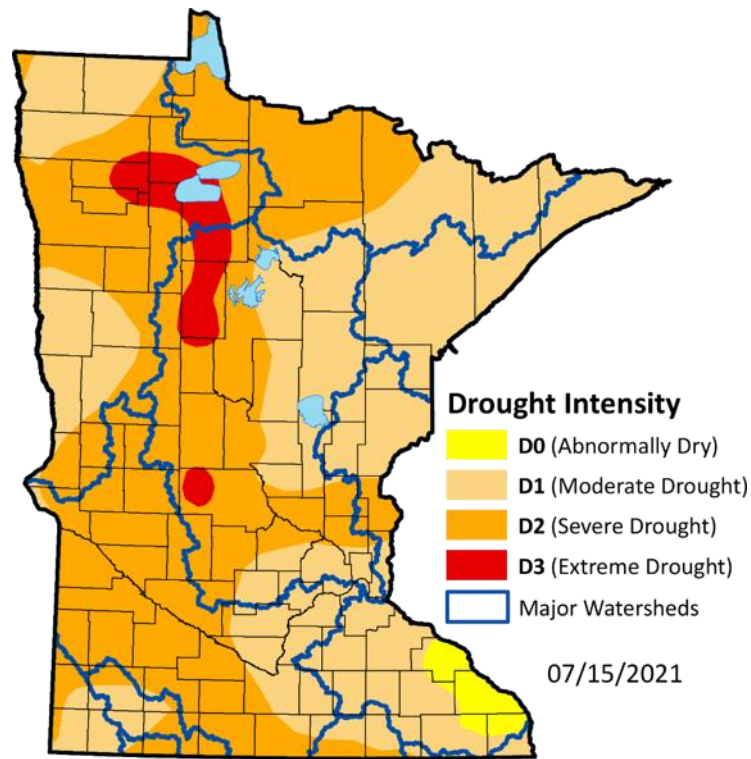 Drought Intensity
D0 (Abnormally Dry)
D1 (Moderate Drought)
D2 (Severe Drought)
D3 (Extreme Drought)
Major Watersheds
07/15/2021